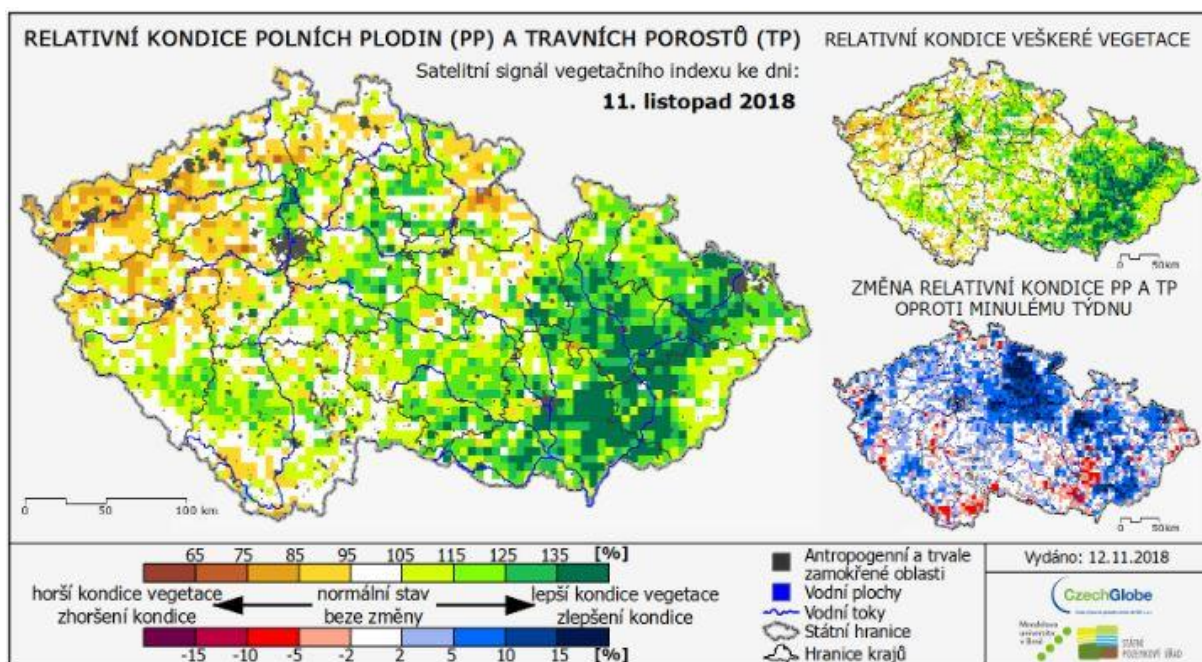 RELATIVNÍ KONDICE POLNÍCH PLODIN (PP) A TRAVNÍCH POROSTŮ (TP)
Satelitní signál vegetačního indexu ke dni:
11. listopad 2018
0 50 100 km
RELATIVNÍ KONDICE VEŠKERÉ VEGETACE
0 50km
ZMĚNA RELATIVNÍ KONDICE PP A TP
OPROTI MINULÉMU TÝDNU
0 50km
65 75 85 95 105 115 125 135 [%]
horší kondice vegetace normální stav lepší kondice vegetace
zhoršení kondice beze změny zlepšení kondice
-15 -10 -5 -2 2 5 10 15 [%]
Antropogenní a trvale
zamokřené oblasti
Vodní plochy
Vodní toky
Státní hranice
Hranice krajů
Vydáno: 12.11.2018
CzechGlobe
Mendelova
univerzita
v Brně
STÁTNÍ
POZEMKOVÝ ÚŘAD